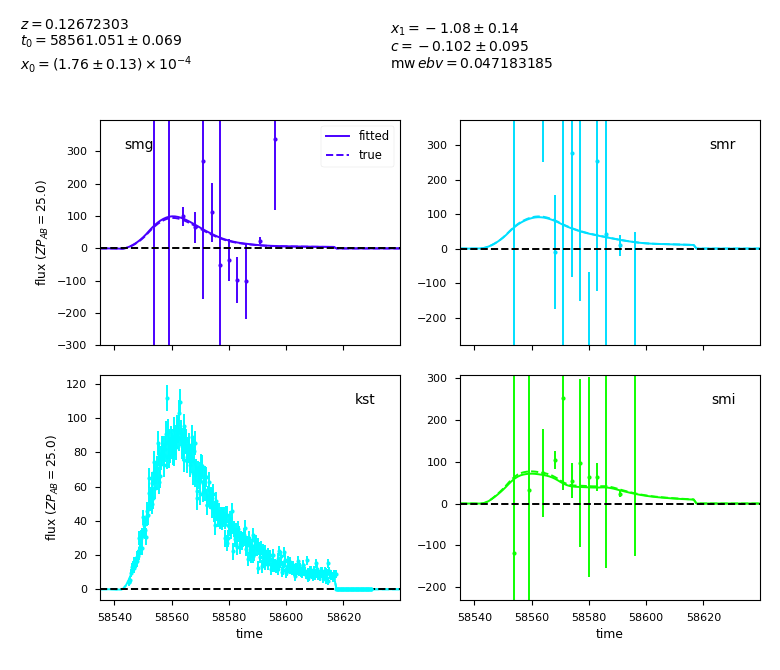 z = 0.12672303
t₀ = 58561.051 ± 0.069
x₀ = (1.76 ± 0.13) × 10⁻⁴
x₁ = −1.08 ± 0.14
c = −0.102 ± 0.095
mw ebv = 0.047183185
smg
fitted
true
300
200
100
0
−100
−200
−300
flux (ZP_AB = 25.0)
smr
300
200
100
0
−100
−200
kst
120
100
80
60
40
20
0
flux (ZP_AB = 25.0)
58540 58560 58580 58600 58620
time
smi
300
200
100
0
−100
−200
58540 58560 58580 58600 58620
time